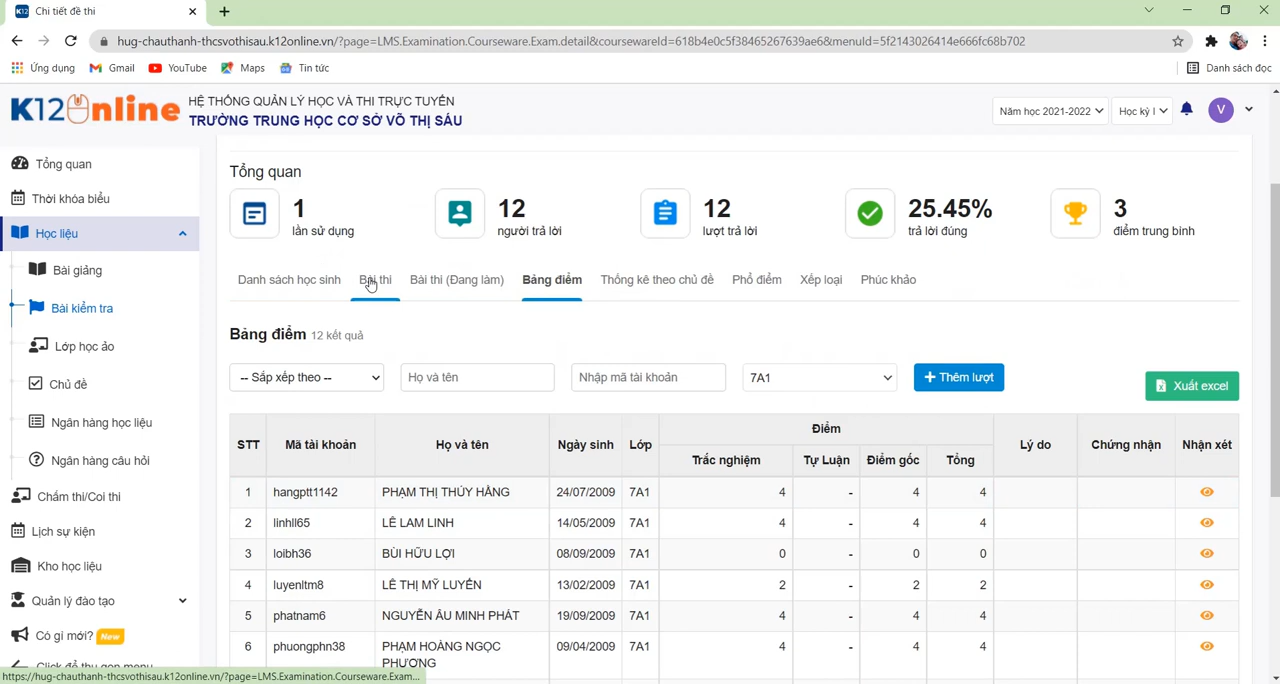 Chi tiết đề thi
hug-chauthanh-thcsvothisau.k12online.vn/?page=LMS.Examination.Courseware.Exam.detail&coursewareId=618b4e0c5f38465267639ae6&menuId=5f2143026414e666fc68b702
Ứng dụng Gmail YouTube Maps Tin tức Danh sách đọc
K12 Online
HỆ THỐNG QUẢN LÝ HỌC VÀ THI TRỰC TUYẾN
TRƯỜNG TRUNG HỌC CƠ SỞ VÕ THỊ SÁU
Năm học 2021-2022 Học kỳ I V
Tổng quan
Thời khóa biểu
Học liệu
Bài giảng
Bài kiểm tra
Lớp học ảo
Chủ đề
Ngân hàng học liệu
Ngân hàng câu hỏi
Chấm thi/Coi thi
Lịch sự kiện
Kho học liệu
Quản lý đào tạo
Có gì mới? New
Click để thu gọn menu
Tổng quan
1 lần sử dụng
12 người trả lời
12 lượt trả lời
25.45% trả lời đúng
3 điểm trung bình
Danh sách học sinh Bài thi Bài thi (Đang làm) Bảng điểm Thống kê theo chủ đề Phổ điểm Xếp loại Phúc khảo
Bảng điểm 12 kết quả
-- Sắp xếp theo -- Họ và tên Nhập mã tài khoản 7A1 + Thêm lượt
Xuất excel
STT Mã tài khoản Họ và tên Ngày sinh Lớp Điểm Lý do Chứng nhận Nhận xét
Trắc nghiệm Tự Luận Điểm gốc Tổng
1 hangptt1142 PHẠM THỊ THÚY HẰNG 24/07/2009 7A1 4 - 4 4
2 linhll65 LÊ LAM LINH 14/05/2009 7A1 4 - 4 4
3 loibh36 BÙI HỮU LỢI 08/09/2009 7A1 0 - 0 0
4 luyenltm8 LÊ THỊ MỸ LUYẾN 13/02/2009 7A1 2 - 2 2
5 phatnam6 NGUYỄN ÂU MINH PHÁT 19/09/2009 7A1 4 - 4 4
6 phuongphn38 PHẠM HOÀNG NGỌC PHƯỢNG 09/04/2009 7A1 4 - 4 4
https://hug-chauthanh-thcsvothisau.k12online.vn/?page=LMS.Examination.Courseware.Exam...